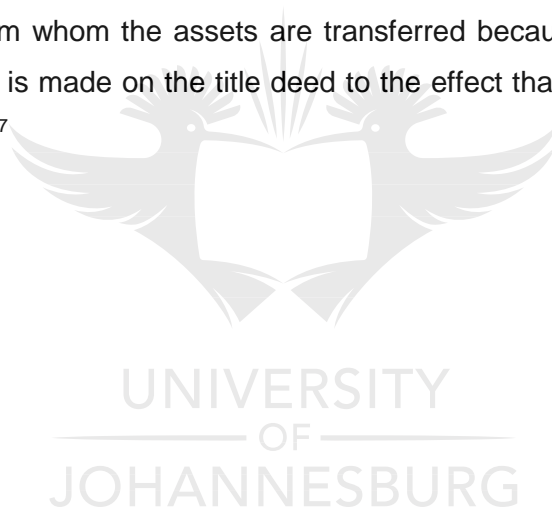 m whom the assets are transferred becau
is made on the title deed to the effect tha
7
UNIVERSITY
OF
JOHANNESBURG